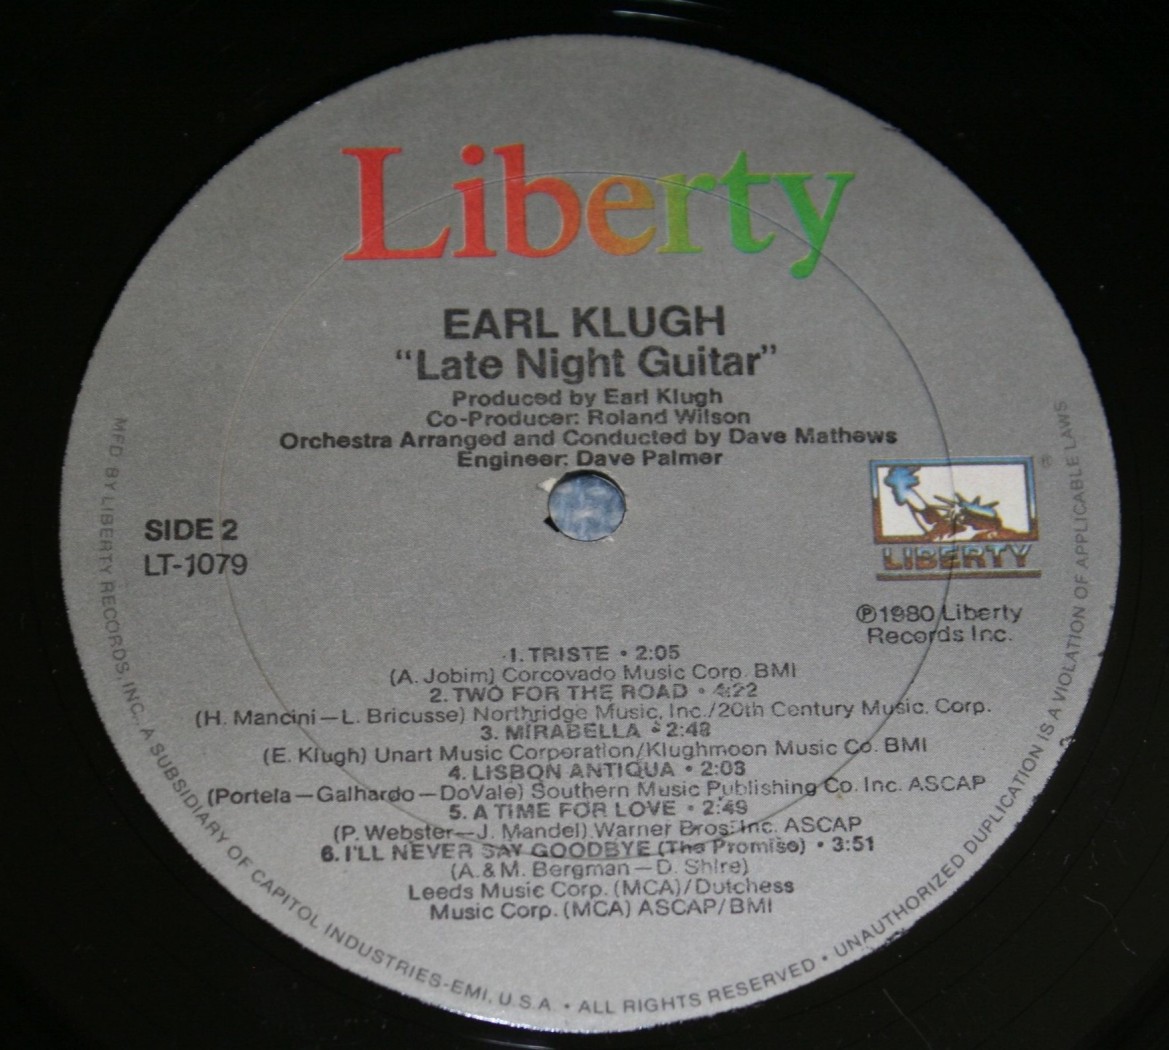 Liberty
EARL KLUGH
“Late Night Guitar”
Produced by Earl Klugh
Co-Producer: Roland Wilson
Orchestra Arranged and Conducted by Dave Mathews
Engineer: Dave Palmer
SIDE 2
LT-1079
LIBERTY
®
℗1980 Liberty
Records Inc.
1. TRISTE • 2:05
(A. Jobim) Corcovado Music Corp. BMI
2. TWO FOR THE ROAD • 4:22
(H. Mancini—L. Bricusse) Northridge Music, Inc./20th Century Music. Corp.
3. MIRABELLA • 2:48
(E. Klugh) Unart Music Corporation/Klughmoon Music Co. BMI
4. LISBON ANTIQUA • 2:03
(Portela—Galhardo—DoVale) Southern Music Publishing Co. Inc. ASCAP
5. A TIME FOR LOVE • 2:49
(P. Webster—J. Mandel) Warner Bros. Inc. ASCAP
6. I'LL NEVER SAY GOODBYE (The Promise) • 3:51
(A. & M. Bergman—D. Shire)
Leeds Music Corp. (MCA)/Dutchess
Music Corp. (MCA) ASCAP/BMI
MFD. BY LIBERTY RECORDS, INC., A SUBSIDIARY OF CAPITOL INDUSTRIES-EMI, U.S.A. • ALL RIGHTS RESERVED • UNAUTHORIZED DUPLICATION IS A VIOLATION OF APPLICABLE LAWS